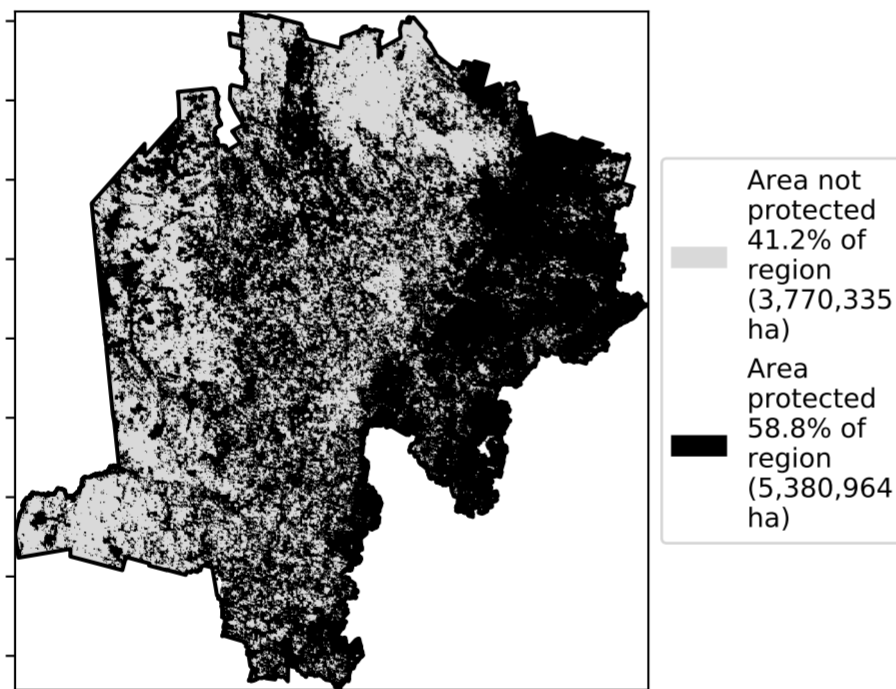 Area not
protected
41.2% of
region
(3,770,335
ha)
Area
protected
58.8% of
region
(5,380,964
ha)